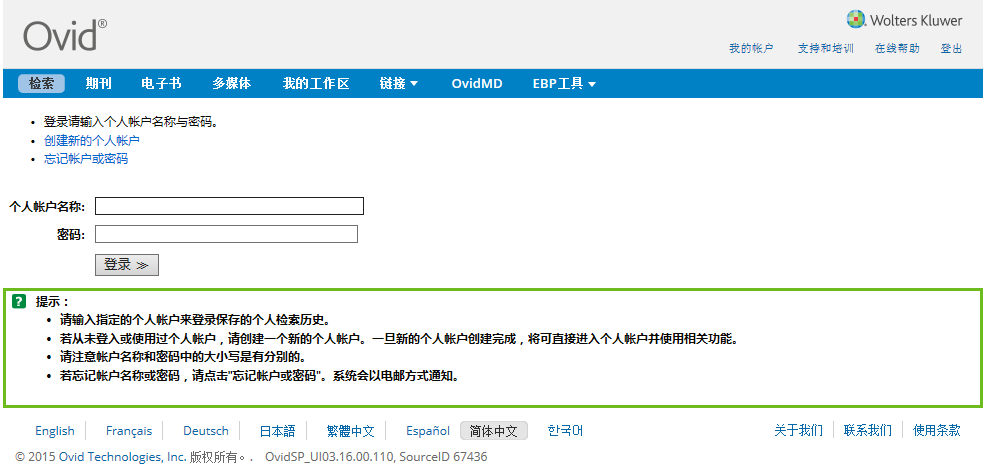 Ovid®
Wolters Kluwer
我的帐户 支持和培训 在线帮助 登出
检索 期刊 电子书 多媒体 我的工作区 链接 OvidMD EBP工具
• 登录请输入个人帐户名称与密码。
• 创建新的个人帐户
• 忘记帐户或密码
个人帐户名称:
密码:
登录 ≫
? 提示：
• 请输入指定的个人帐户来登录保存的个人检索历史。
• 若从未登入或使用过个人帐户，请创建一个新的个人帐户。一旦新的个人帐户创建完成，将可直接进入个人帐户并使用相关功能。
• 请注意帐户名称和密码中的大小写是有分别的。
• 若忘记帐户名称或密码，请点击"忘记帐户或密码"。系统会以电邮方式通知。
English Français Deutsch 日本語 繁體中文 Español 简体中文 한국어 关于我们 联系我们 使用条款
© 2015 Ovid Technologies, Inc. 版权所有。. OvidSP_UI03.16.00.110, SourceID 67436